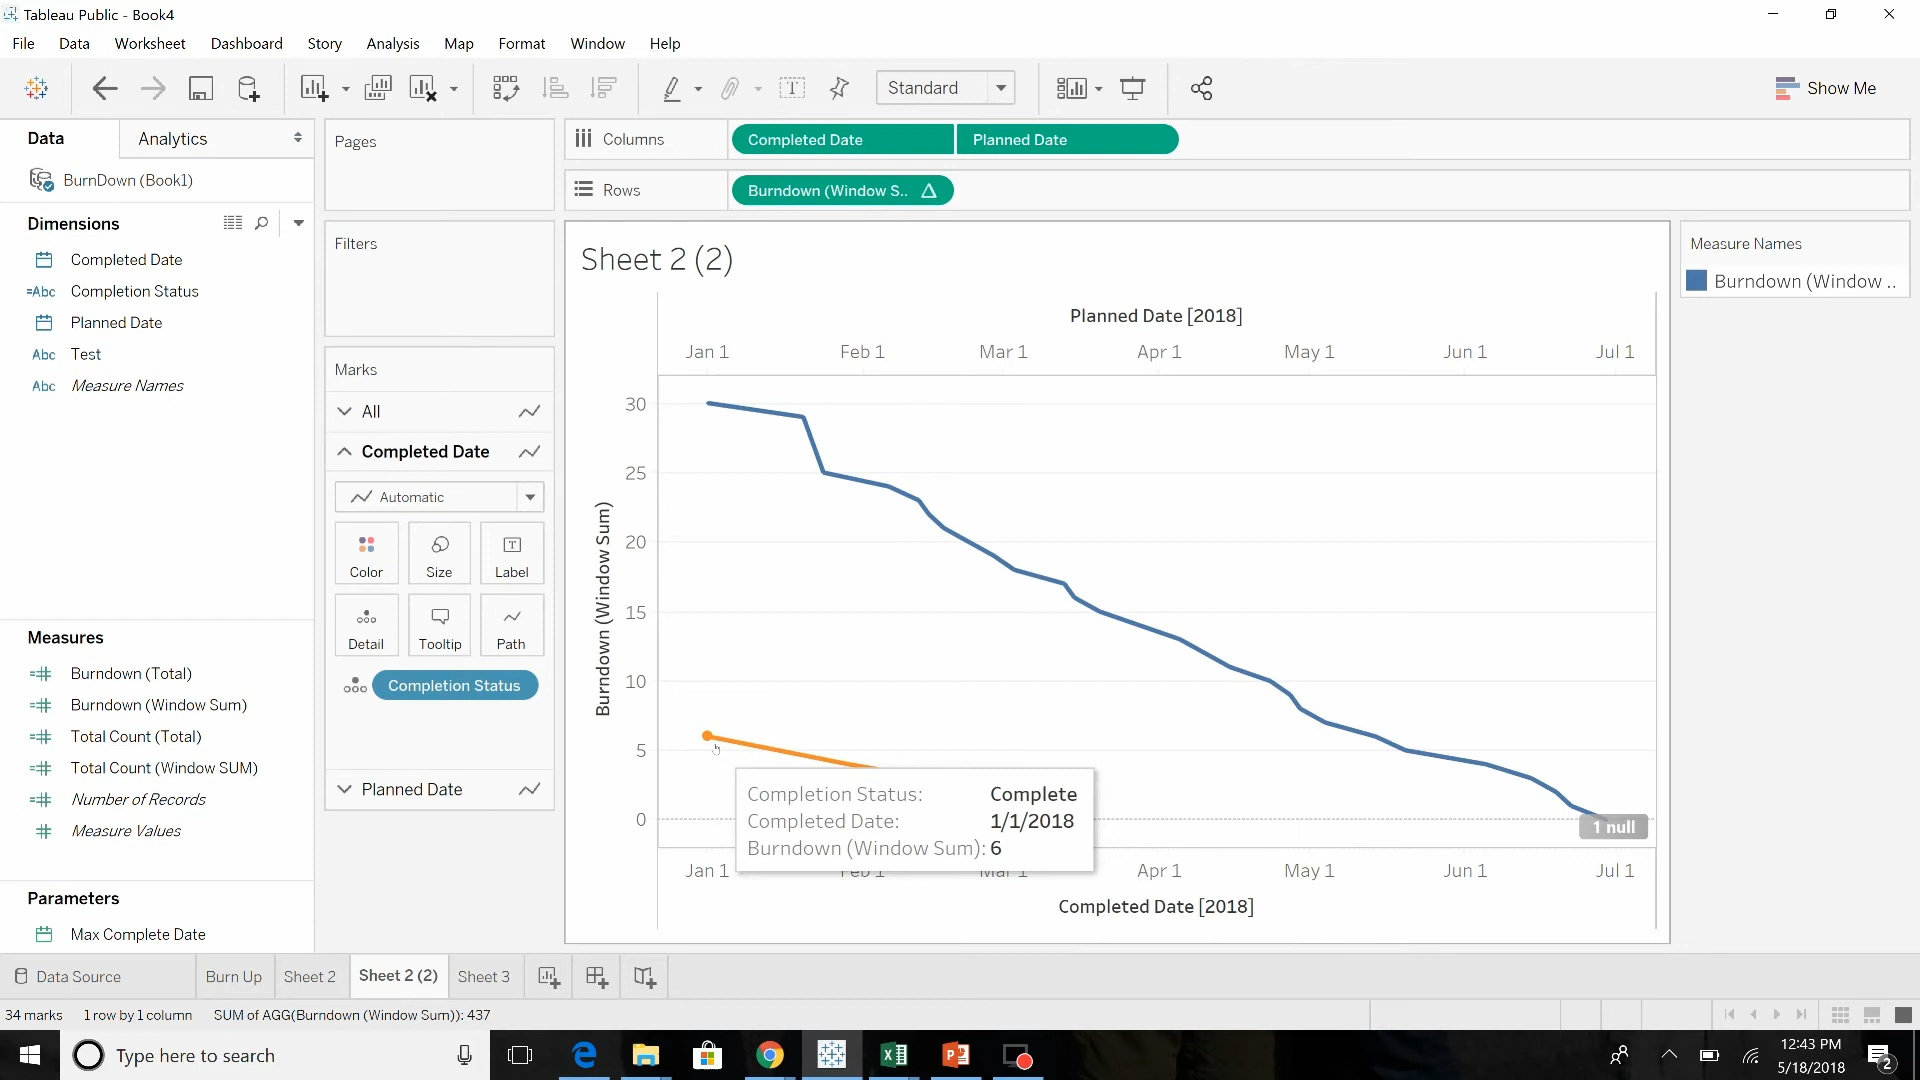 Tableau Public - Book4
File Data Worksheet Dashboard Story Analysis Map Format Window Help
Standard
Show Me
Data
Analytics
BurnDown (Book1)
Dimensions
Completed Date
=Abc Completion Status
Planned Date
Abc Test
Abc Measure Names
Measures
=# Burndown (Total)
=# Burndown (Window Sum)
=# Total Count (Total)
=# Total Count (Window SUM)
=# Number of Records
# Measure Values
Parameters
Max Complete Date
Pages
Filters
Marks
All
Completed Date
Automatic
Color Size Label
Detail Tooltip Path
Completion Status
Planned Date
Columns
Completed Date
Planned Date
Rows
Burndown (Window S..
Sheet 2 (2)
Planned Date [2018]
Jan 1 Feb 1 Mar 1 Apr 1 May 1 Jun 1 Jul 1
Burndown (Window Sum)
30
25
20
15
10
5
0
Completion Status: Complete
Completed Date: 1/1/2018
Burndown (Window Sum): 6
1 null
Jan 1 Feb 1 Mar 1 Apr 1 May 1 Jun 1 Jul 1
Completed Date [2018]
Measure Names
Burndown (Window ..
Data Source
Burn Up
Sheet 2
Sheet 2 (2)
Sheet 3
34 marks 1 row by 1 column SUM of AGG(Burndown (Window Sum)): 437
Type here to search
12:43 PM
5/18/2018
2